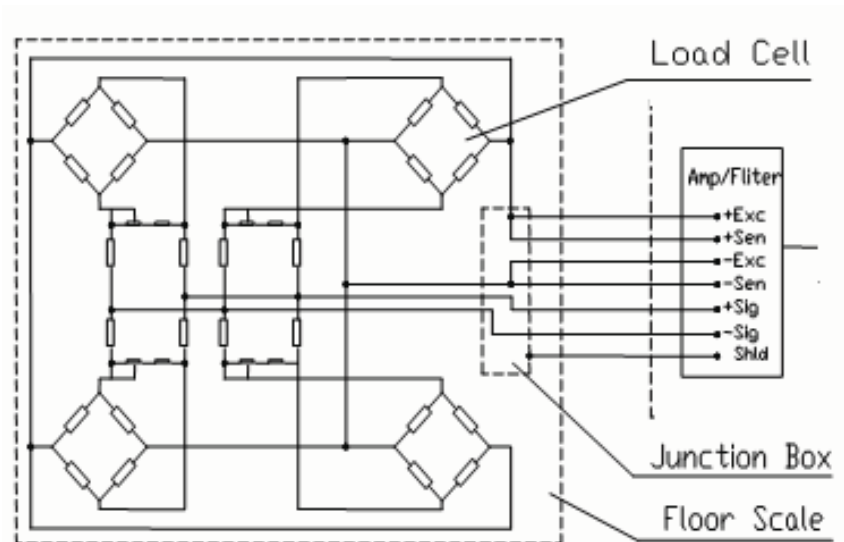 Load Cell
Amp/Fliter
+Exc
+Sen
-Exc
-Sen
+Sig
-Sig
Shld
Junction Box
Floor Scale